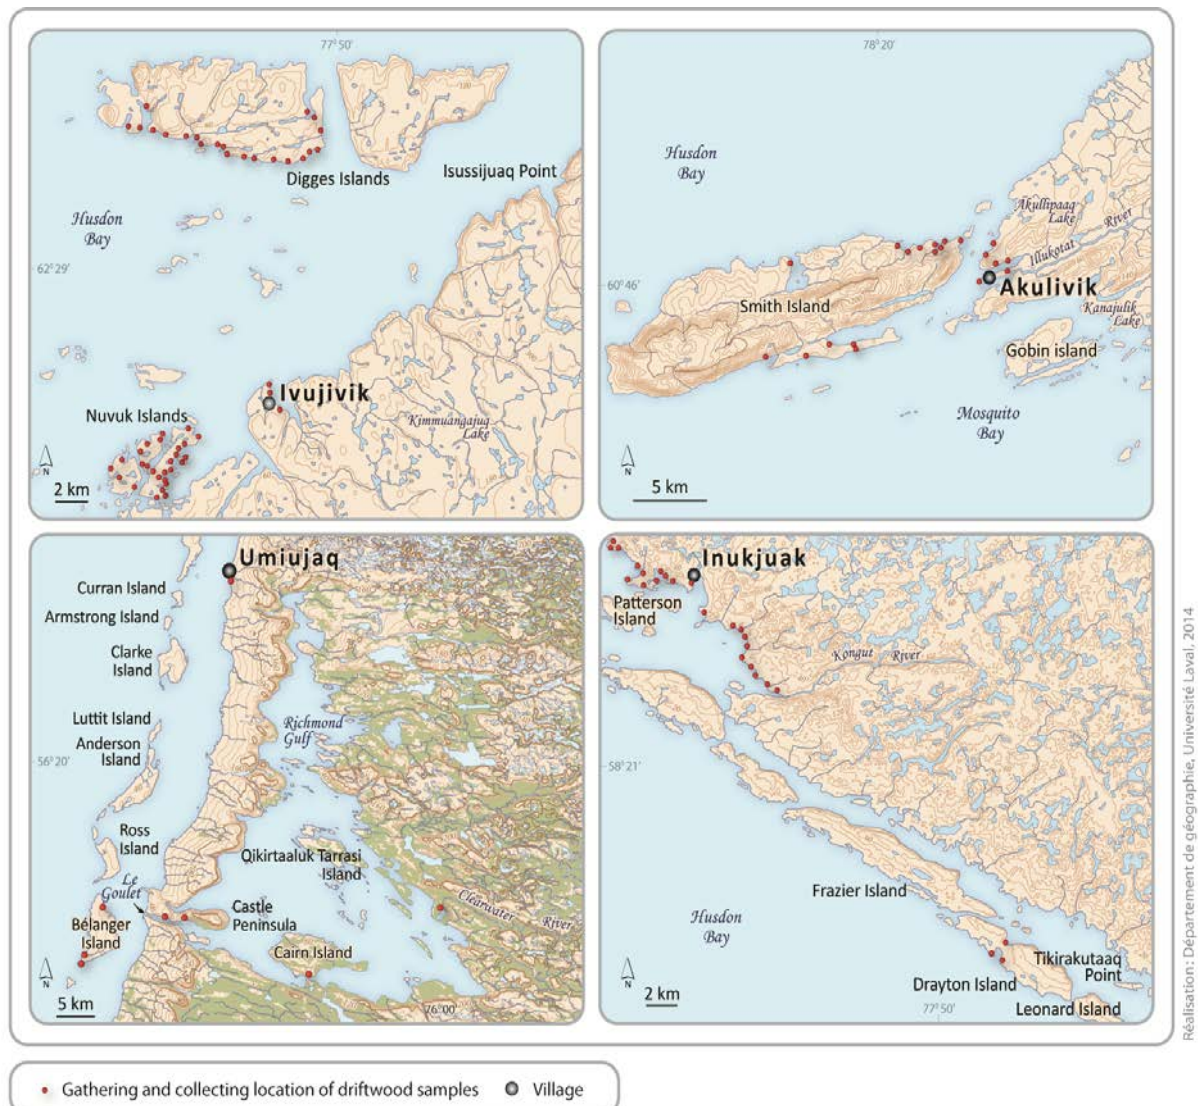 77° 50'
Digges Islands
Isussijuaq Point
Husdon
Bay
62° 29'
Ivujivik
Nuvuk Islands
Kimmuangajuq
Lake
N
2 km
78° 20'
Husdon
Bay
Akullipaaq
Lake
Illukotat River
60° 46'
Akulivik
Smith Island
Kanajulik
Lake
Gobin island
Mosquito
Bay
N
5 km
Umiujaq
Curran Island
Armstrong Island
Clarke
Island
Luttit Island
Anderson
Island
Richmond
Gulf
56° 20'
Ross
Island
Qikirtaaluk Tarrasi
Island
Le
Goulet
Clearwater River
Castle
Peninsula
Bélanger
Island
Cairn Island
N
5 km
76° 00'
Inukjuak
Patterson
Island
Kongut River
58° 21'
Frazier Island
Husdon
Bay
Tikirakutaaq
Point
Drayton Island
Leonard Island
N
2 km
77° 50'
Réalisation: Département de géographie, Université Laval, 2014
Gathering and collecting location of driftwood samples
Village